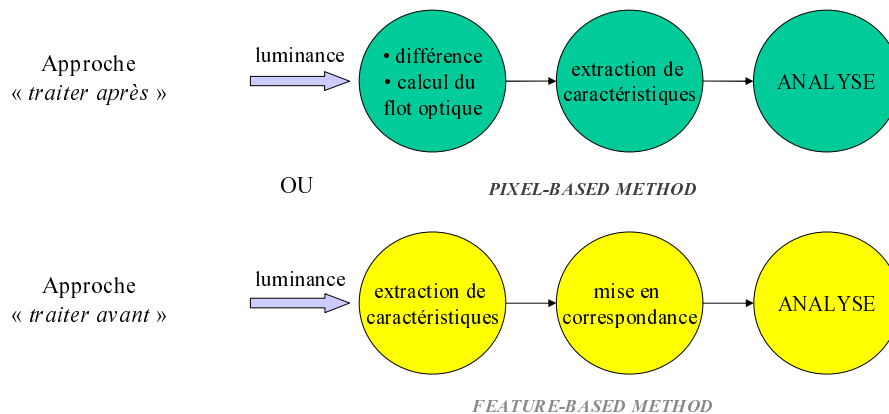 Approche
« traiter après »
luminance
• différence
• calcul du
flot optique
extraction de
caractéristiques
ANALYSE
OU
PIXEL-BASED METHOD
Approche
« traiter avant »
luminance
extraction de
caractéristiques
mise en
correspondance
ANALYSE
FEATURE-BASED METHOD